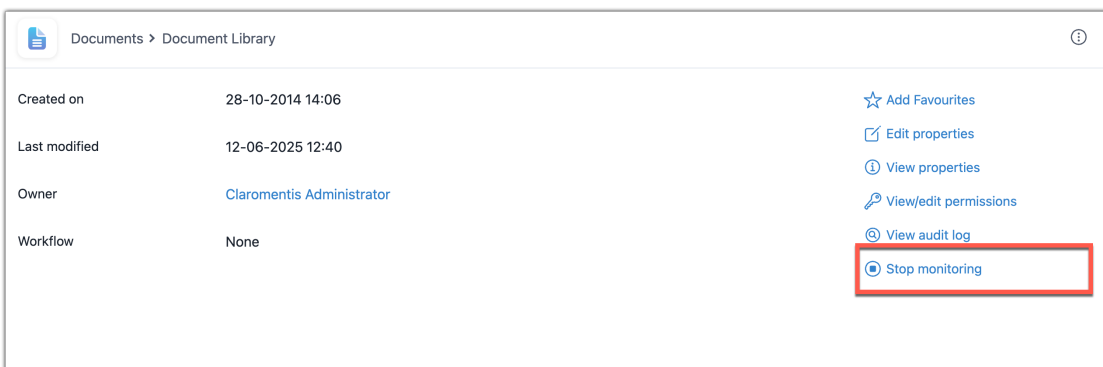 Documents > Document Library
Created on 28-10-2014 14:06
Last modified 12-06-2025 12:40
Owner Claromentis Administrator
Workflow None
Add Favourites
Edit properties
View properties
View/edit permissions
View audit log
Stop monitoring